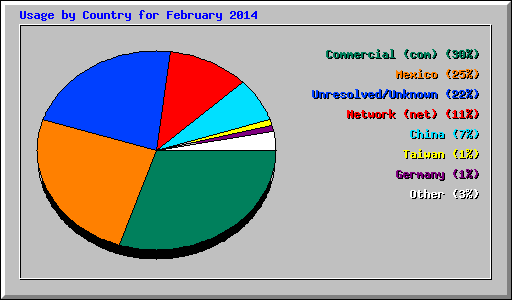 Usage by Country for February 2014
Commercial (com) (30%)
Mexico (25%)
Unresolved/Unknown (22%)
Network (net) (11%)
China (7%)
Taiwan (1%)
Germany (1%)
Other (3%)